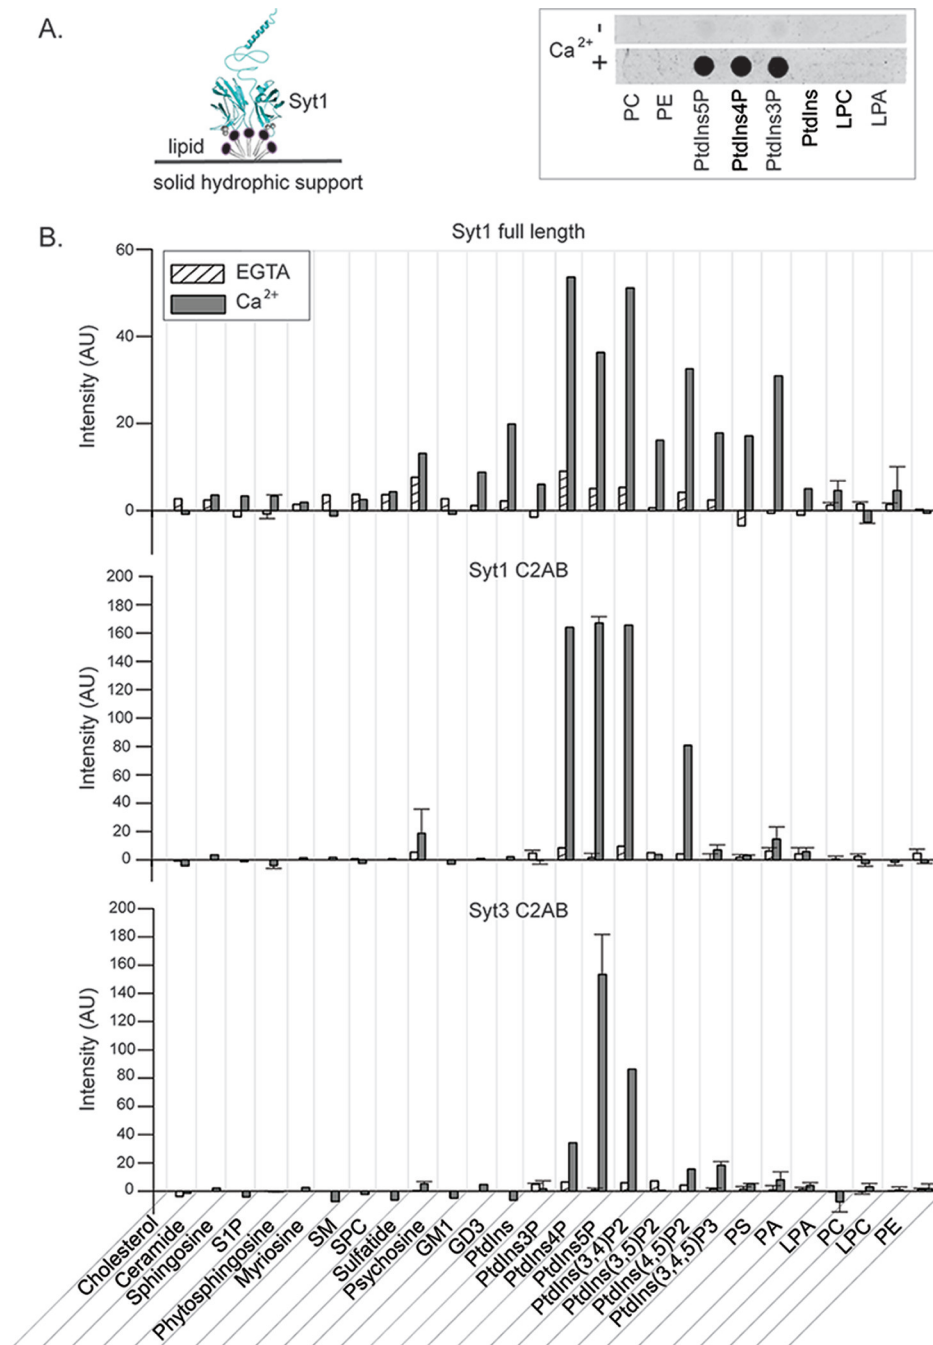 A.
Syt1
lipid
solid hydrophic support
Ca2+
-
+
PC
PE
PtdIns5P
PtdIns4P
PtdIns3P
PtdIns
LPC
LPA
B.
Syt1 full length
EGTA
Ca2+
Intensity (AU)
60
40
20
0
Syt1 C2AB
Intensity (AU)
200
180
160
140
120
100
80
60
40
20
0
Syt3 C2AB
Intensity (AU)
200
180
160
140
120
100
80
60
40
20
0
Cholesterol
Ceramide
Sphingosine
S1P
Phytosphingosine
Myriosine
SM
SPC
Sulfatide
Psychosine
GM1
GD3
PtdIns
PtdIns3P
PtdIns4P
PtdIns5P
PtdIns(3,4)P2
PtdIns(3,5)P2
PtdIns(4,5)P2
PtdIns(3,4,5)P3
PS
PA
LPA
PC
LPC
PE